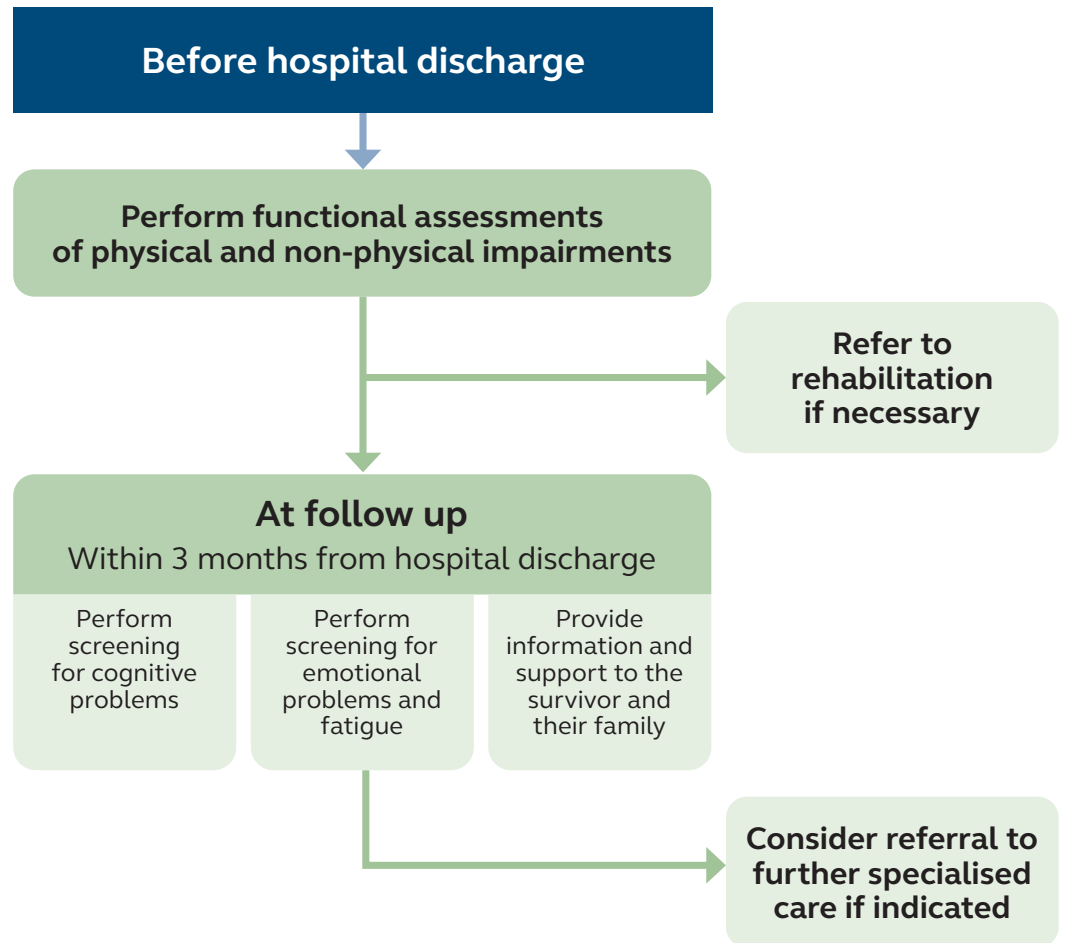 Before hospital discharge
Perform functional assessments
of physical and non-physical impairments
Refer to
rehabilitation
if necessary
At follow up
Within 3 months from hospital discharge
Perform
screening
for cognitive
problems
Perform
screening for
emotional
problems and
fatigue
Provide
information and
support to the
survivor and
their family
Consider referral to
further specialised
care if indicated